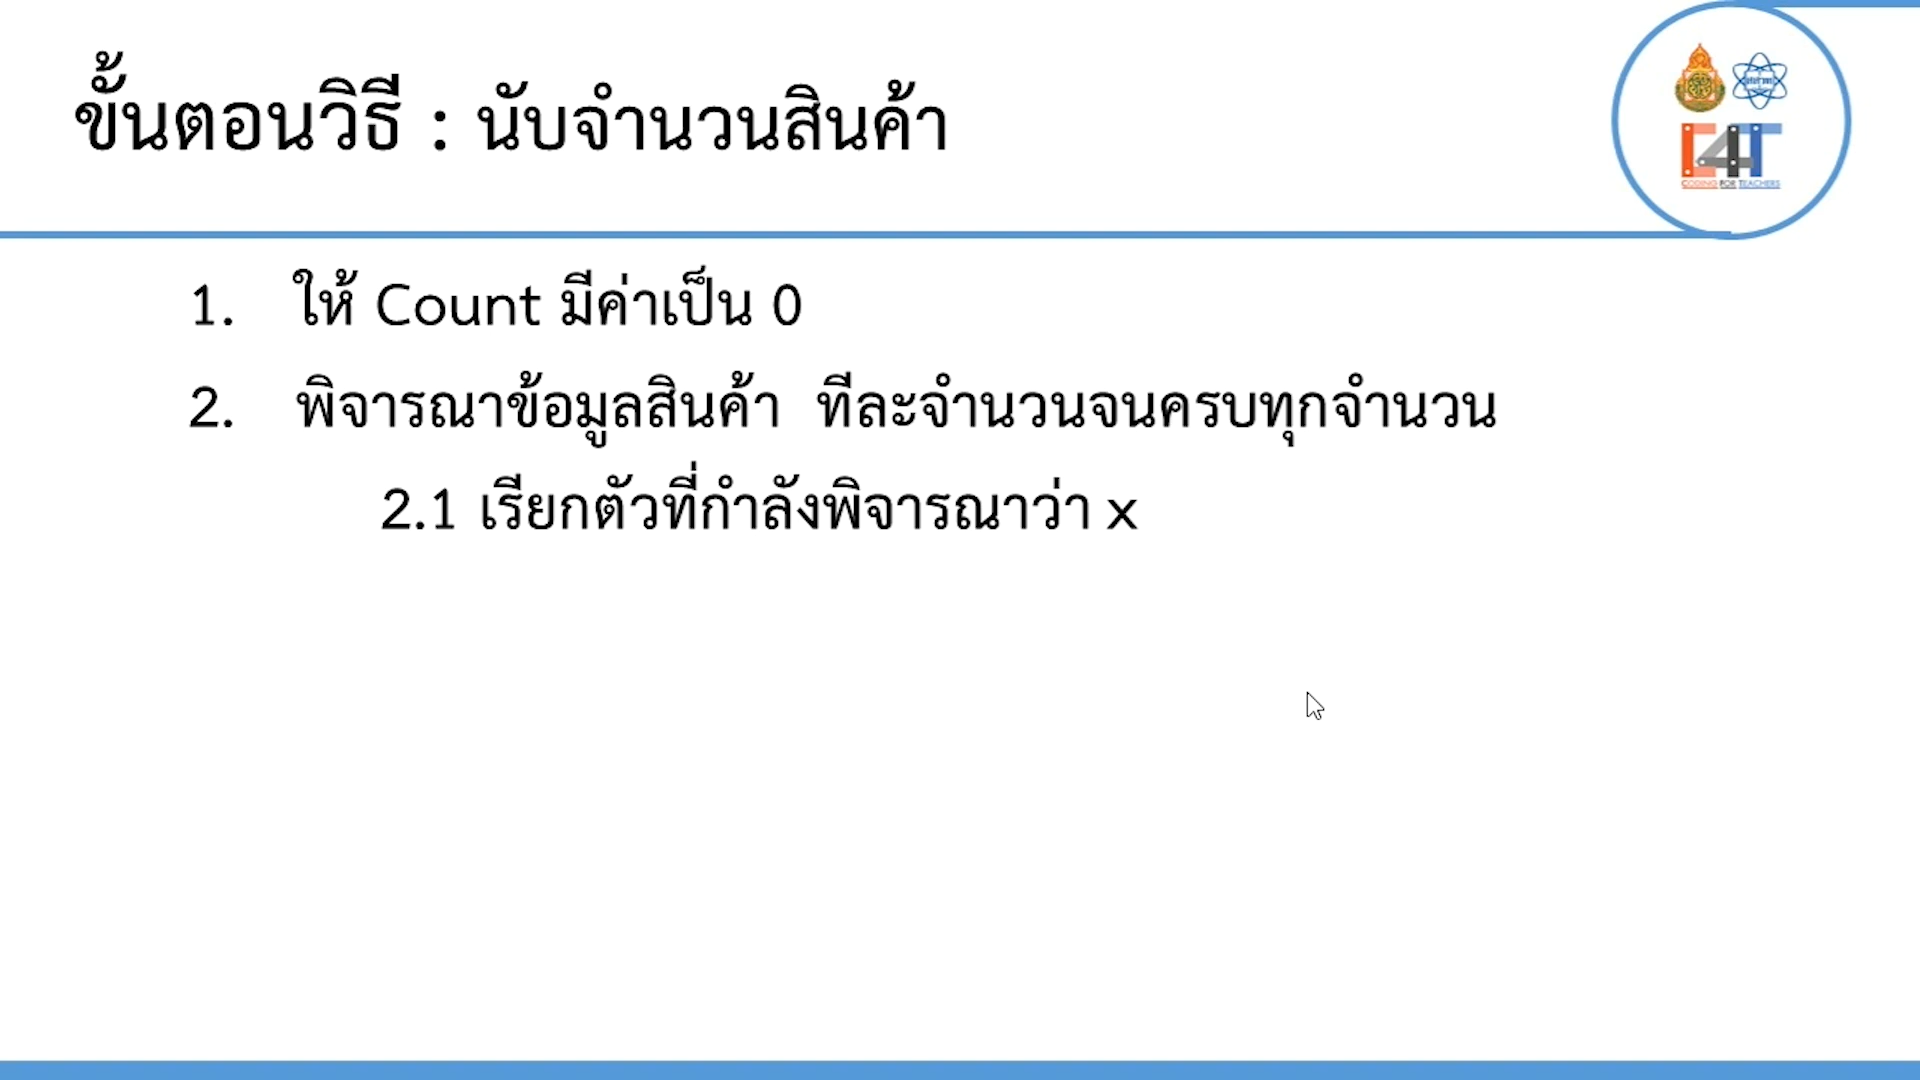 ขั้นตอนวิธี : นับจำนวนสินค้า
C4T
CODING FOR TEACHERS
1. ให้ Count มีค่าเป็น 0
2. พิจารณาข้อมูลสินค้า ทีละจำนวนจนครบทุกจำนวน
2.1 เรียกตัวที่กำลังพิจารณาว่า x